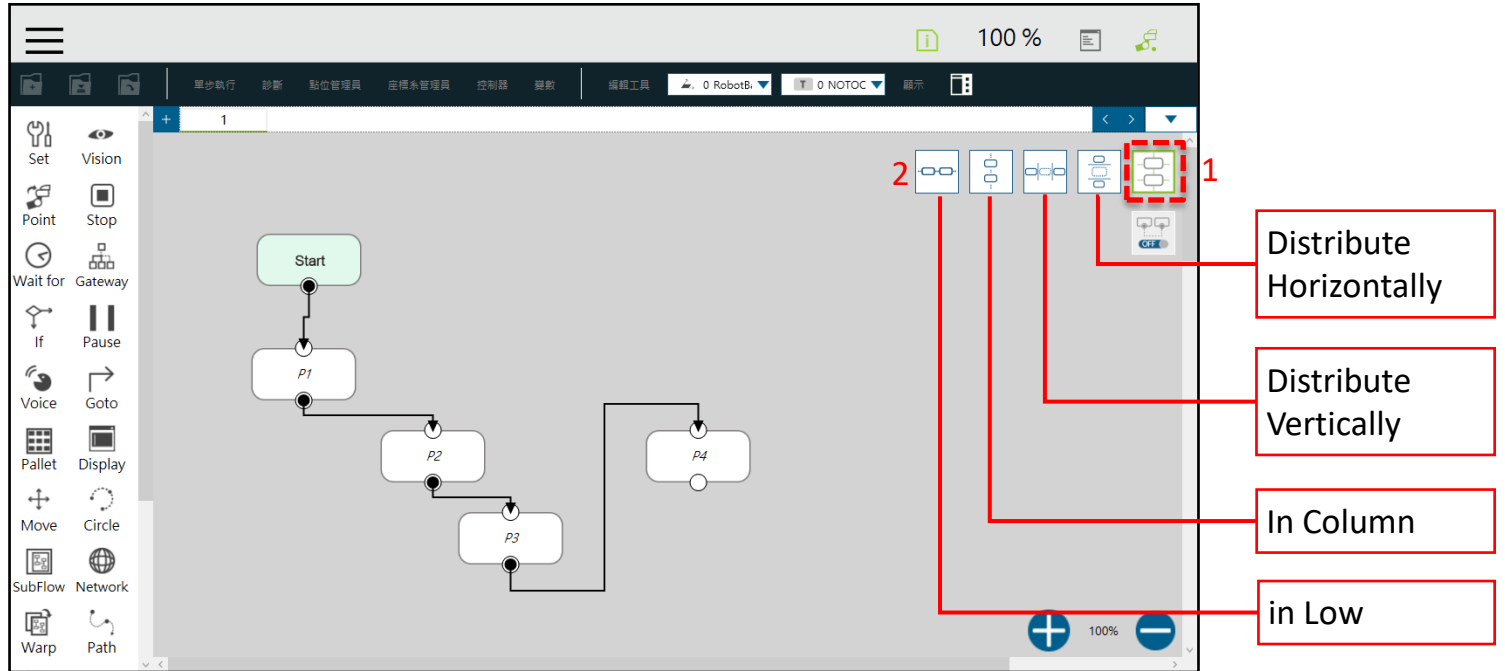 100 %
單步執行 診斷 點位管理員 座標系管理員 控制器 變數 編輯工具 0 RobotBa T 0 NOTOC 顯示
+ 1
Set Vision
Point Stop
Wait for Gateway
If Pause
Voice Goto
Pallet Display
Move Circle
SubFlow Network
Warp Path
2
1
OFF
Start
P1
P2
P3
P4
100%
Distribute
Horizontally
Distribute
Vertically
In Column
in Low